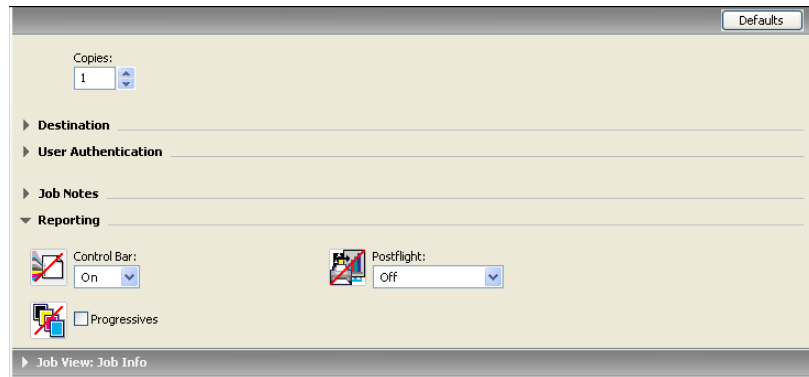 Defaults
Copies:
1
Destination
User Authentication
Job Notes
Reporting
Control Bar: Postflight:
On Off
Progressives
Job View: Job Info